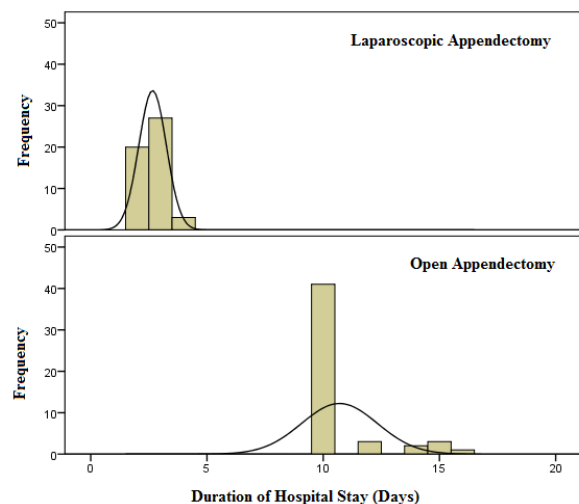 50
Laparoscopic Appendectomy
40
30
20
10
0
Frequency
50
Open Appendectomy
40
30
20
10
0
Frequency
0 5 10 15 20
Duration of Hospital Stay (Days)